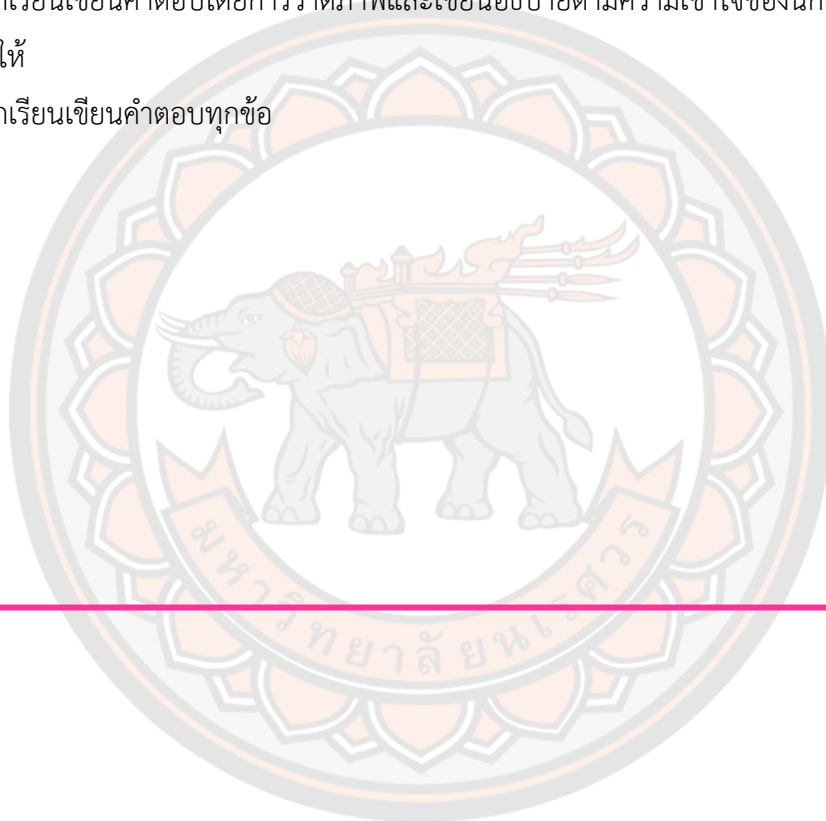 เรียนเขียนคำตอบโดยการวาดภาพและเขียนอธิบายตามความเข้าใจของนัก
ให้
เรียนเขียนคำตอบทุกข้อ
มหาวิทยาลัยนเรศวร